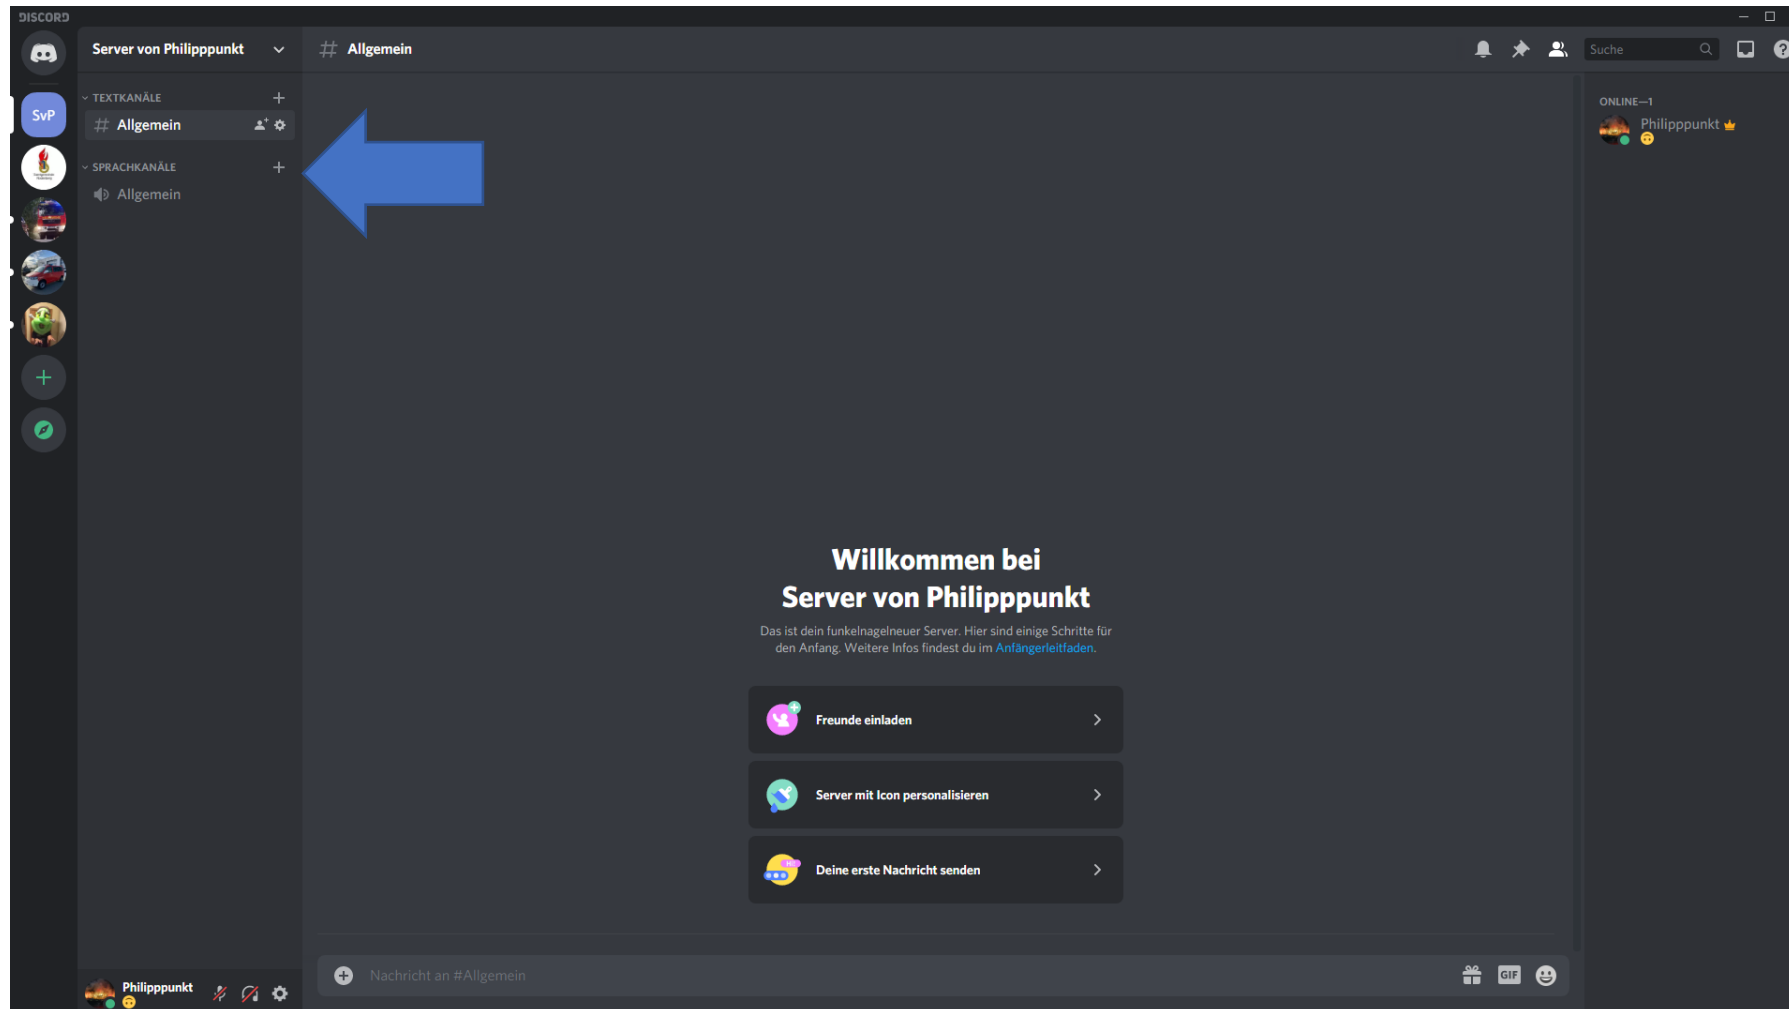 DISCORD
Server von Philipppunkt
Allgemein
Suche
SvP
TEXTKANÄLE
Allgemein
SPRACHKANÄLE
Allgemein
ONLINE—1
Philipppunkt
Willkommen bei
Server von Philipppunkt
Das ist dein funkelnagelneuer Server. Hier sind einige Schritte für
den Anfang. Weitere Infos findest du im Anfängerleitfaden.
Freunde einladen
Server mit Icon personalisieren
Deine erste Nachricht senden
Nachricht an #Allgemein
GIF
Philipppunkt